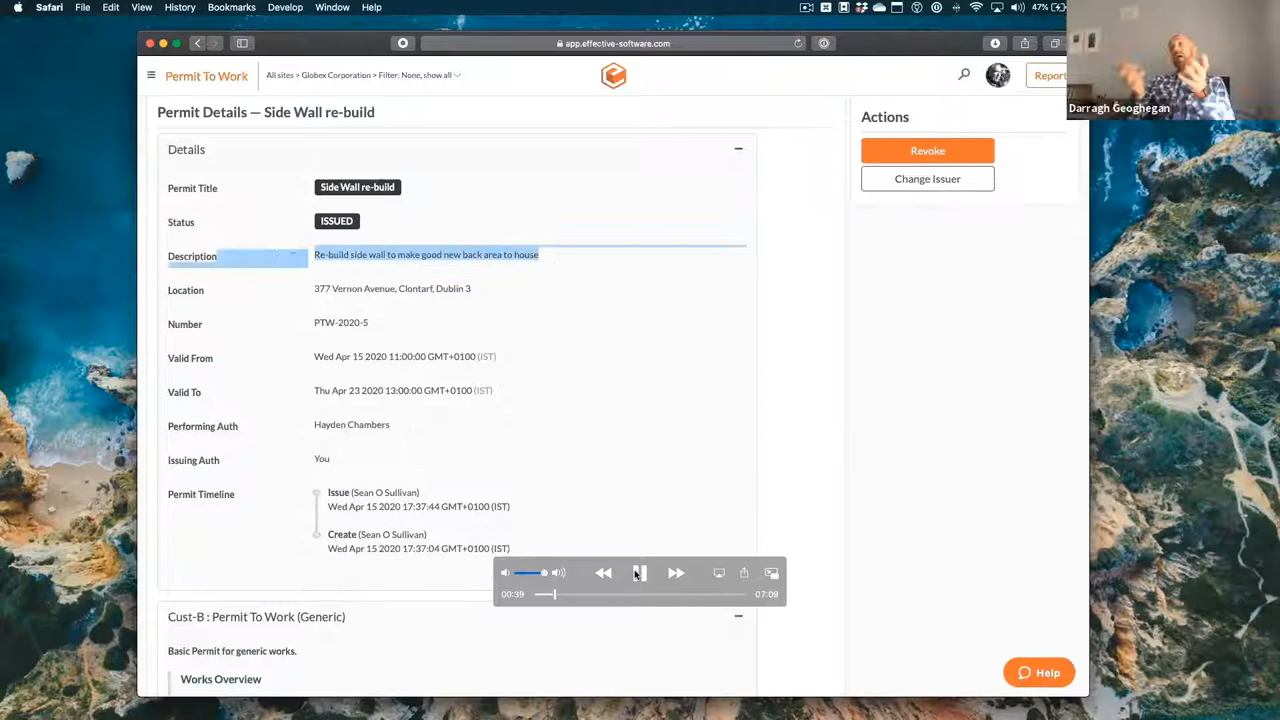 Safari File Edit View History Bookmarks Develop Window Help
47%
app.effective-software.com
Permit To Work
All sites > Globex Corporation > Filter: None, show all
Report
Darragh Geoghegan
Permit Details — Side Wall re-build
Details
Permit Title Side Wall re-build
Status ISSUED
Description Re-build side wall to make good new back area to house
Location 377 Vernon Avenue, Clontarf, Dublin 3
Number PTW-2020-5
Valid From Wed Apr 15 2020 11:00:00 GMT+0100 (IST)
Valid To Thu Apr 23 2020 13:00:00 GMT+0100 (IST)
Performing Auth Hayden Chambers
Issuing Auth You
Permit Timeline Issue (Sean O Sullivan)
Wed Apr 15 2020 17:37:44 GMT+0100 (IST)
Create (Sean O Sullivan)
Wed Apr 15 2020 17:37:04 GMT+0100 (IST)
00:39 07:09
Cust-B : Permit To Work (Generic)
Basic Permit for generic works.
Works Overview
Actions
Revoke
Change Issuer
Help